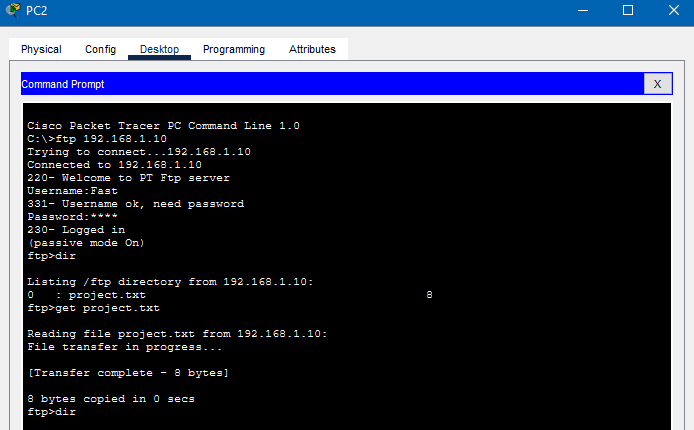 PC2
Physical Config Desktop Programming Attributes
Command Prompt X
Cisco Packet Tracer PC Command Line 1.0
C:\>ftp 192.168.1.10
Trying to connect...192.168.1.10
Connected to 192.168.1.10
220- Welcome to PT Ftp server
Username:Fast
331- Username ok, need password
Password:****
230- Logged in
(passive mode On)
ftp>dir
Listing /ftp directory from 192.168.1.10:
0 : project.txt 8
ftp>get project.txt
Reading file project.txt from 192.168.1.10:
File transfer in progress...
[Transfer complete - 8 bytes]
8 bytes copied in 0 secs
ftp>dir